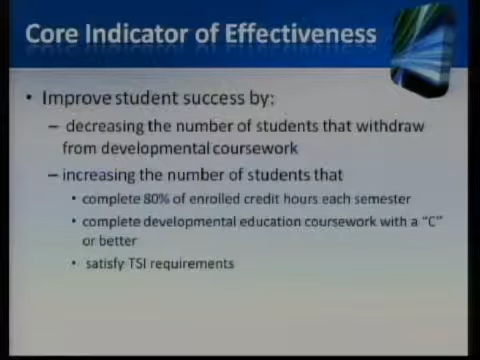 Core Indicator of Effectiveness
• Improve student success by:
– decreasing the number of students that withdraw
from developmental coursework
– increasing the number of students that
• complete 80% of enrolled credit hours each semester
• complete developmental education coursework with a “C”
or better
• satisfy TSI requirements